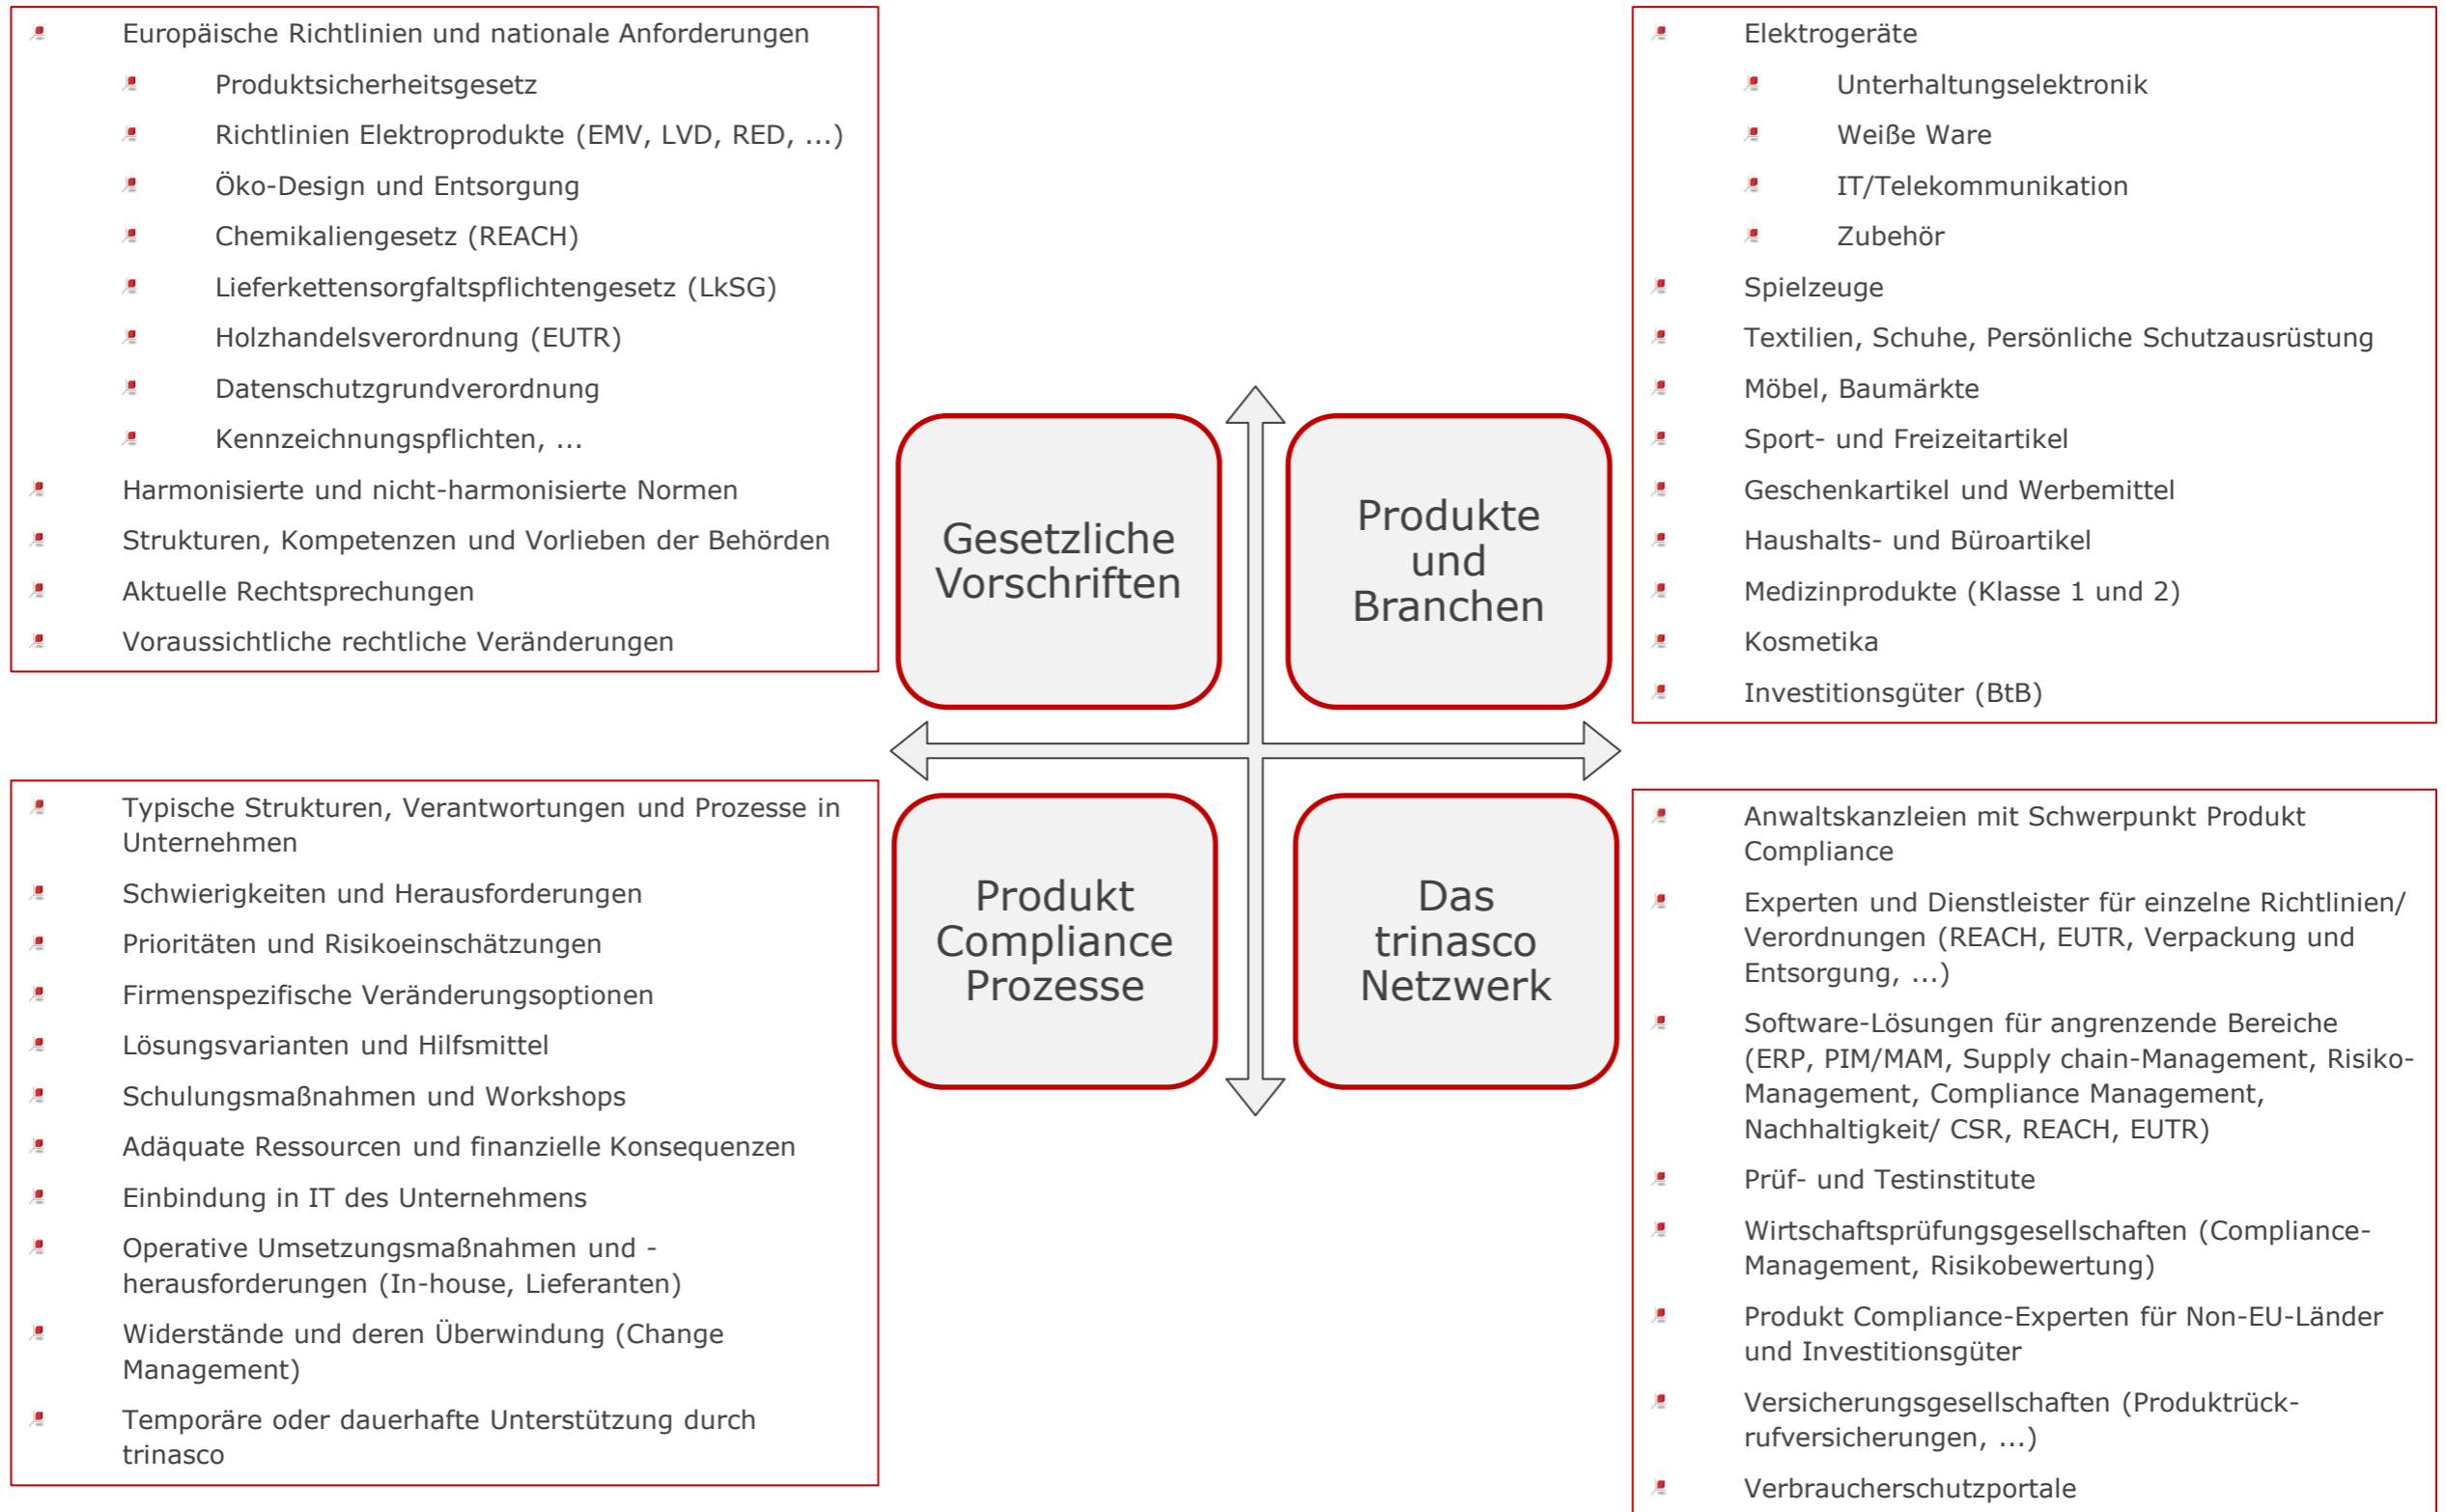 Europäische Richtlinien und nationale Anforderungen
Produktsicherheitsgesetz
Richtlinien Elektroprodukte (EMV, LVD, RED, ...)
Öko-Design und Entsorgung
Chemikaliengesetz (REACH)
Lieferkettensorgfaltspflichtengesetz (LkSG)
Holzhandelsverordnung (EUTR)
Datenschutzgrundverordnung
Kennzeichnungspflichten, ...
Harmonisierte und nicht-harmonisierte Normen
Strukturen, Kompetenzen und Vorlieben der Behörden
Aktuelle Rechtsprechungen
Voraussichtliche rechtliche Veränderungen
Gesetzliche
Vorschriften
Produkte
und
Branchen
Elektrogeräte
Unterhaltungselektronik
Weiße Ware
IT/Telekommunikation
Zubehör
Spielzeuge
Textilien, Schuhe, Persönliche Schutzausrüstung
Möbel, Baumärkte
Sport- und Freizeitartikel
Geschenkartikel und Werbemittel
Haushalts- und Büroartikel
Medizinprodukte (Klasse 1 und 2)
Kosmetika
Investitionsgüter (BtB)
Typische Strukturen, Verantwortungen und Prozesse in
Unternehmen
Schwierigkeiten und Herausforderungen
Prioritäten und Risikoeinschätzungen
Firmenspezifische Veränderungsoptionen
Lösungsvarianten und Hilfsmittel
Schulungsmaßnahmen und Workshops
Adäquate Ressourcen und finanzielle Konsequenzen
Einbindung in IT des Unternehmens
Operative Umsetzungsmaßnahmen und -
herausforderungen (In-house, Lieferanten)
Widerstände und deren Überwindung (Change
Management)
Temporäre oder dauerhafte Unterstützung durch
trinasco
Produkt
Compliance
Prozesse
Das
trinasco
Netzwerk
Anwaltskanzleien mit Schwerpunkt Produkt
Compliance
Experten und Dienstleister für einzelne Richtlinien/
Verordnungen (REACH, EUTR, Verpackung und
Entsorgung, ...)
Software-Lösungen für angrenzende Bereiche
(ERP, PIM/MAM, Supply chain-Management, Risiko-
Management, Compliance Management,
Nachhaltigkeit/ CSR, REACH, EUTR)
Prüf- und Testinstitute
Wirtschaftsprüfungsgesellschaften (Compliance-
Management, Risikobewertung)
Produkt Compliance-Experten für Non-EU-Länder
und Investitionsgüter
Versicherungsgesellschaften (Produktrück-
rufversicherungen, ...)
Verbraucherschutzportale